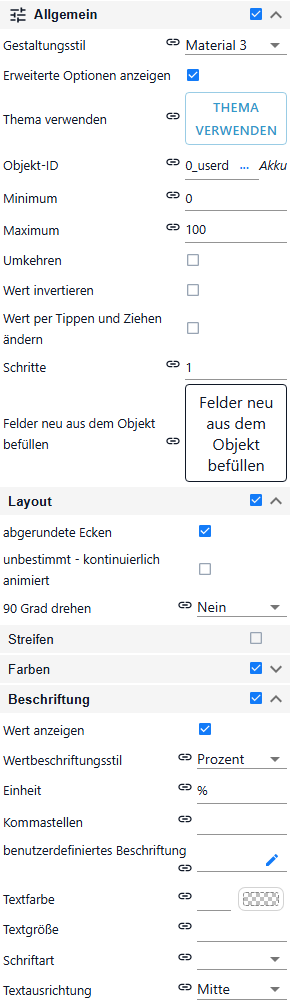 Allgemein
Gestaltungsstil Material 3
Erweiterte Optionen anzeigen
Thema verwenden THEMA
VERWENDEN
Objekt-ID 0_userd ... Akku
Minimum 0
Maximum 100
Umkehren
Wert invertieren
Wert per Tippen und Ziehen
ändern
Schritte 1
Felder neu aus dem Objekt
befüllen
Felder neu
aus dem
Objekt
befüllen
Layout
abgerundete Ecken
unbestimmt - kontinuierlich
animiert
90 Grad drehen Nein
Streifen
Farben
Beschriftung
Wert anzeigen
Wertbeschriftungsstil Prozent
Einheit %
Kommastellen
benutzerdefiniertes Beschriftung
Textfarbe
Textgröße
Schriftart
Textausrichtung Mitte